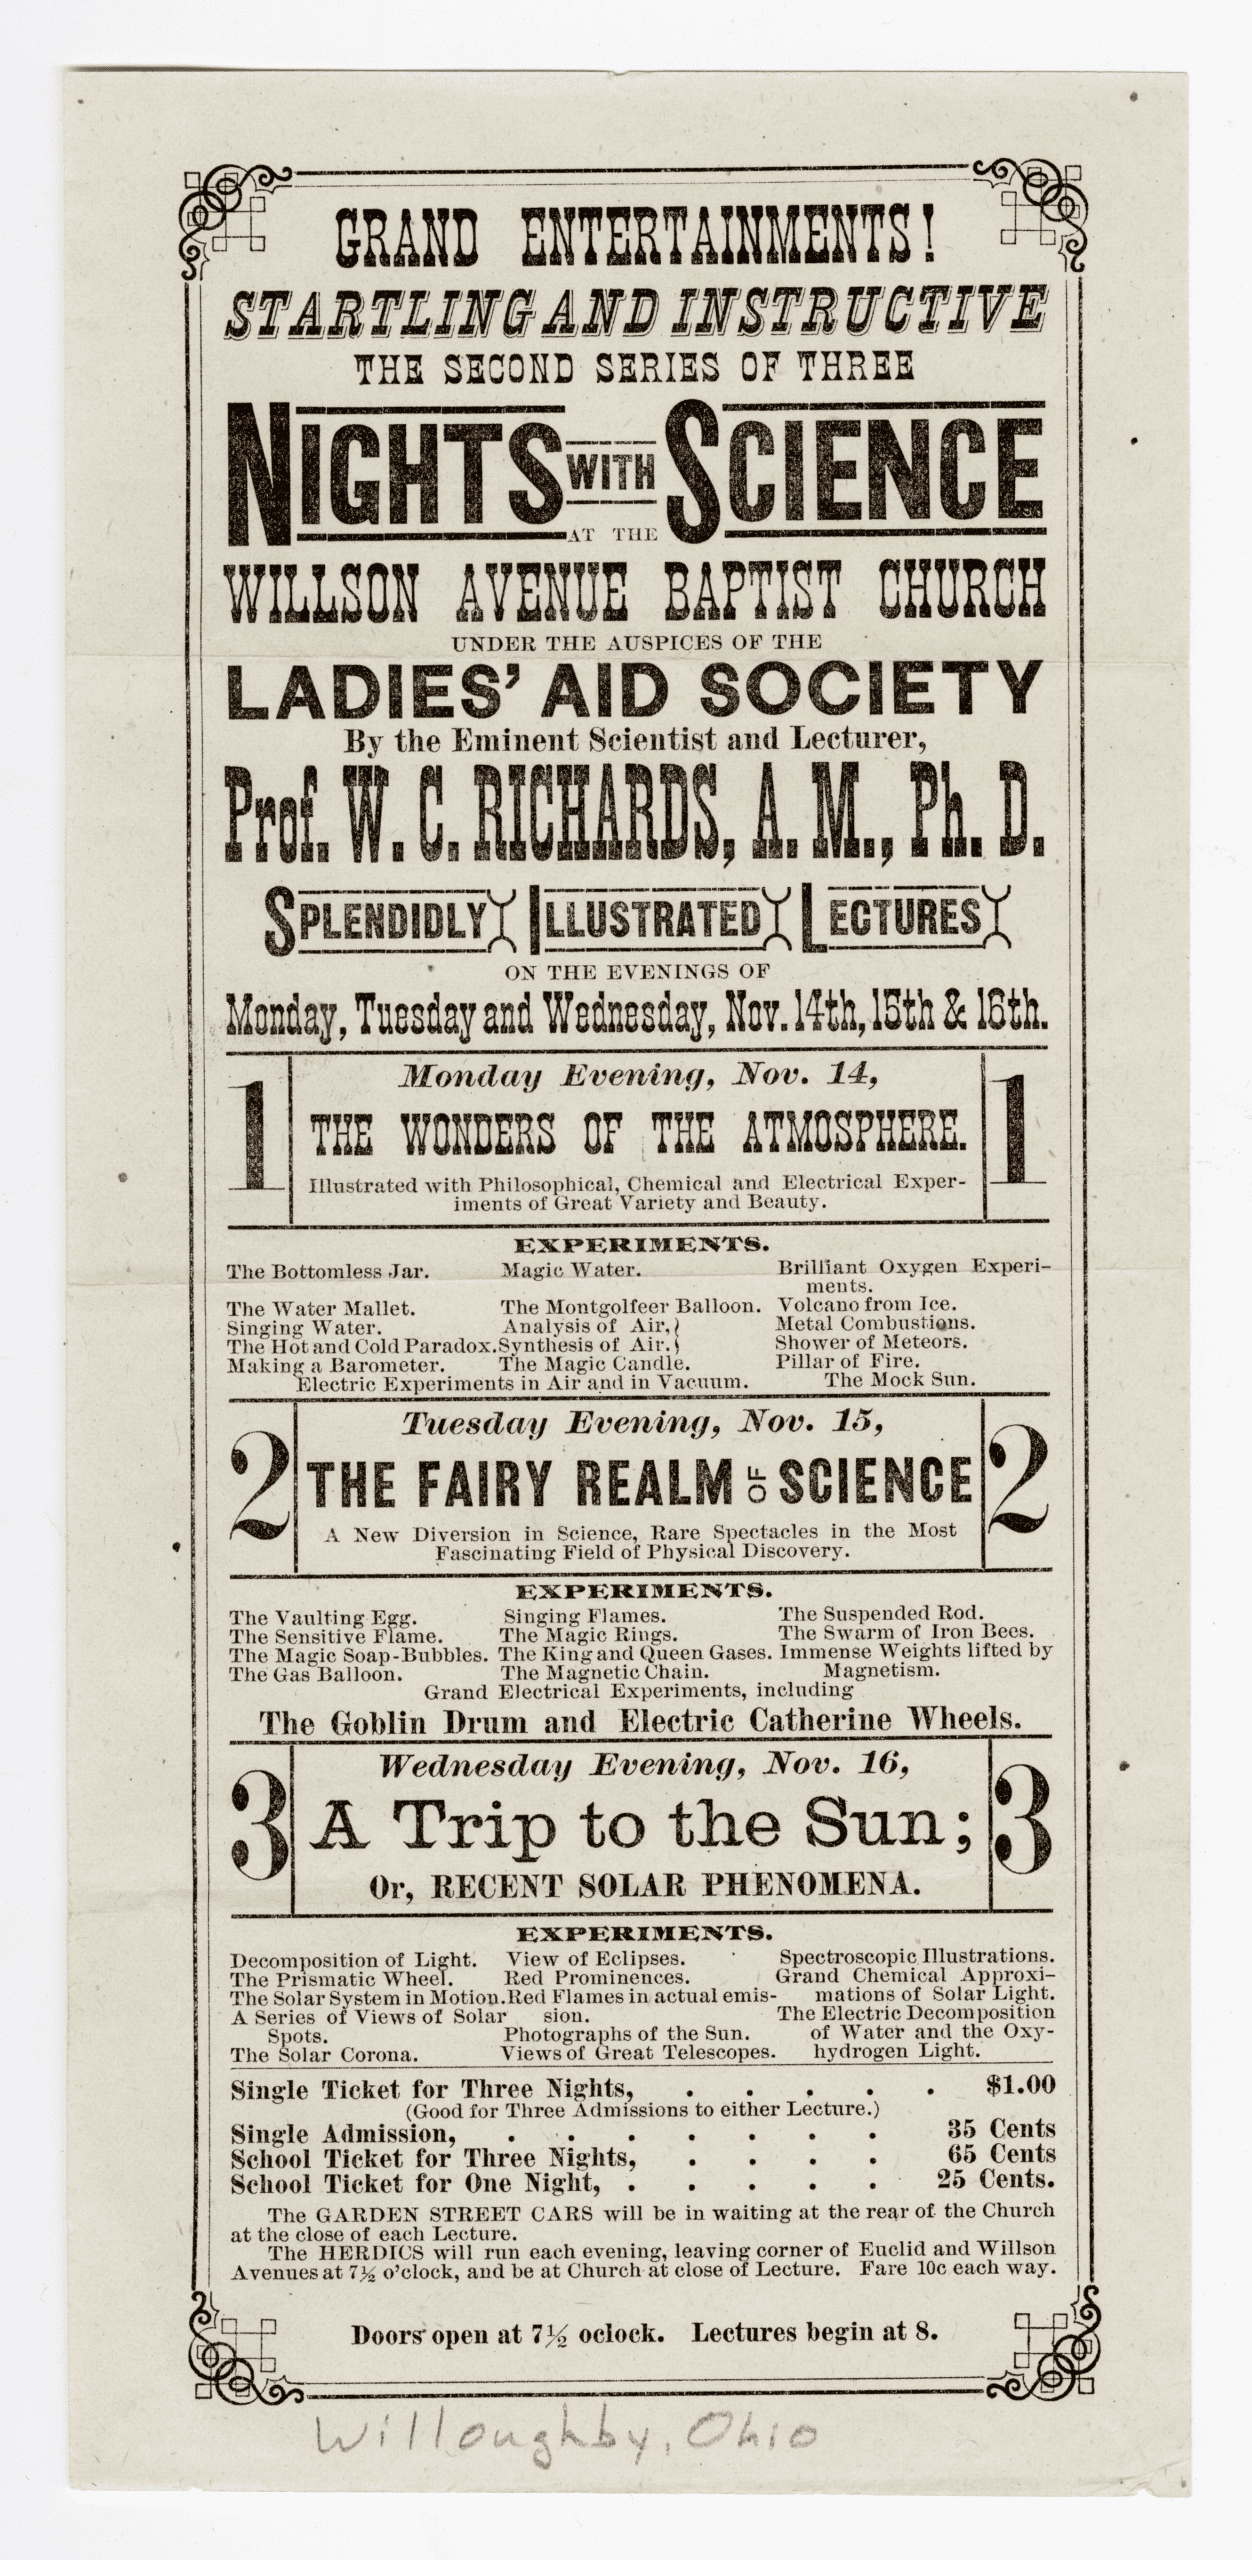 GRAND ENTERTAINMENTS!
STARTLING AND INSTRUCTIVE
THE SECOND SERIES OF THREE
NIGHTS WITH SCIENCE
AT THE
WILLSON AVENUE BAPTIST CHURCH
UNDER THE AUSPICES OF THE
LADIES' AID SOCIETY
By the Eminent Scientist and Lecturer,
Prof. W. C. RICHARDS, A. M., Ph. D.
SPLENDIDLY ILLUSTRATED LECTURES
ON THE EVENINGS OF
Monday, Tuesday and Wednesday, Nov. 14th, 15th & 16th.
1 Monday Evening, Nov. 14, 1
THE WONDERS OF THE ATMOSPHERE.
Illustrated with Philosophical, Chemical and Electrical Exper-
iments of Great Variety and Beauty.
EXPERIMENTS.
The Bottomless Jar. Magic Water. Brilliant Oxygen Experi-
ments.
The Water Mallet. The Montgolfeer Balloon. Volcano from Ice.
Singing Water. Analysis of Air, } Metal Combustions.
The Hot and Cold Paradox. Synthesis of Air. } Shower of Meteors.
Making a Barometer. The Magic Candle. Pillar of Fire.
Electric Experiments in Air and in Vacuum. The Mock Sun.
2 Tuesday Evening, Nov. 15, 2
THE FAIRY REALM OF SCIENCE
A New Diversion in Science, Rare Spectacles in the Most
Fascinating Field of Physical Discovery.
EXPERIMENTS.
The Vaulting Egg. Singing Flames. The Suspended Rod.
The Sensitive Flame. The Magic Rings. The Swarm of Iron Bees.
The Magic Soap-Bubbles. The King and Queen Gases. Immense Weights lifted by
The Gas Balloon. The Magnetic Chain. Magnetism.
Grand Electrical Experiments, including
The Goblin Drum and Electric Catherine Wheels.
3 Wednesday Evening, Nov. 16, 3
A Trip to the Sun;
Or, RECENT SOLAR PHENOMENA.
EXPERIMENTS.
Decomposition of Light. View of Eclipses. Spectroscopic Illustrations.
The Prismatic Wheel. Red Prominences. Grand Chemical Approxi-
The Solar System in Motion. Red Flames in actual emis- mations of Solar Light.
A Series of Views of Solar sion. The Electric Decomposition
Spots. Photographs of the Sun. of Water and the Oxy-
The Solar Corona. Views of Great Telescopes. hydrogen Light.
Single Ticket for Three Nights, . . . . . $1.00
(Good for Three Admissions to either Lecture.)
Single Admission, . . . . . . . 35 Cents
School Ticket for Three Nights, . . . . 65 Cents
School Ticket for One Night, . . . . . 25 Cents.
The GARDEN STREET CARS will be in waiting at the rear of the Church
at the close of each Lecture.
The HERDICS will run each evening, leaving corner of Euclid and Willson
Avenues at 7½ o'clock, and be at Church at close of Lecture. Fare 10c each way.
Doors open at 7½ oclock. Lectures begin at 8.
Willoughby, Ohio